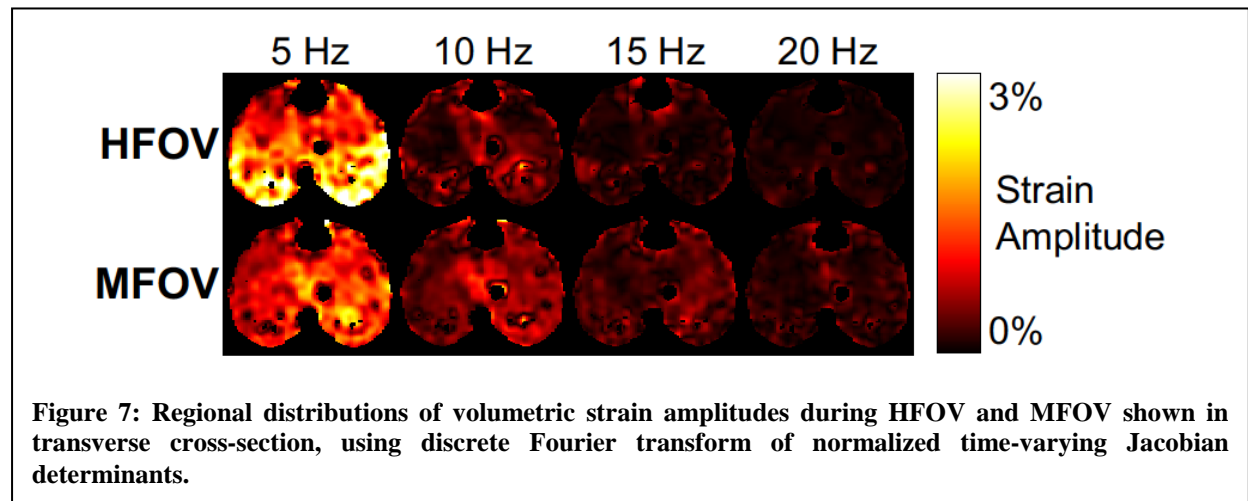 5 Hz 10 Hz 15 Hz 20 Hz
HFOV
MFOV
3%
Strain
Amplitude
0%
Figure 7: Regional distributions of volumetric strain amplitudes during HFOV and MFOV shown in
transverse cross-section, using discrete Fourier transform of normalized time-varying Jacobian
determinants.